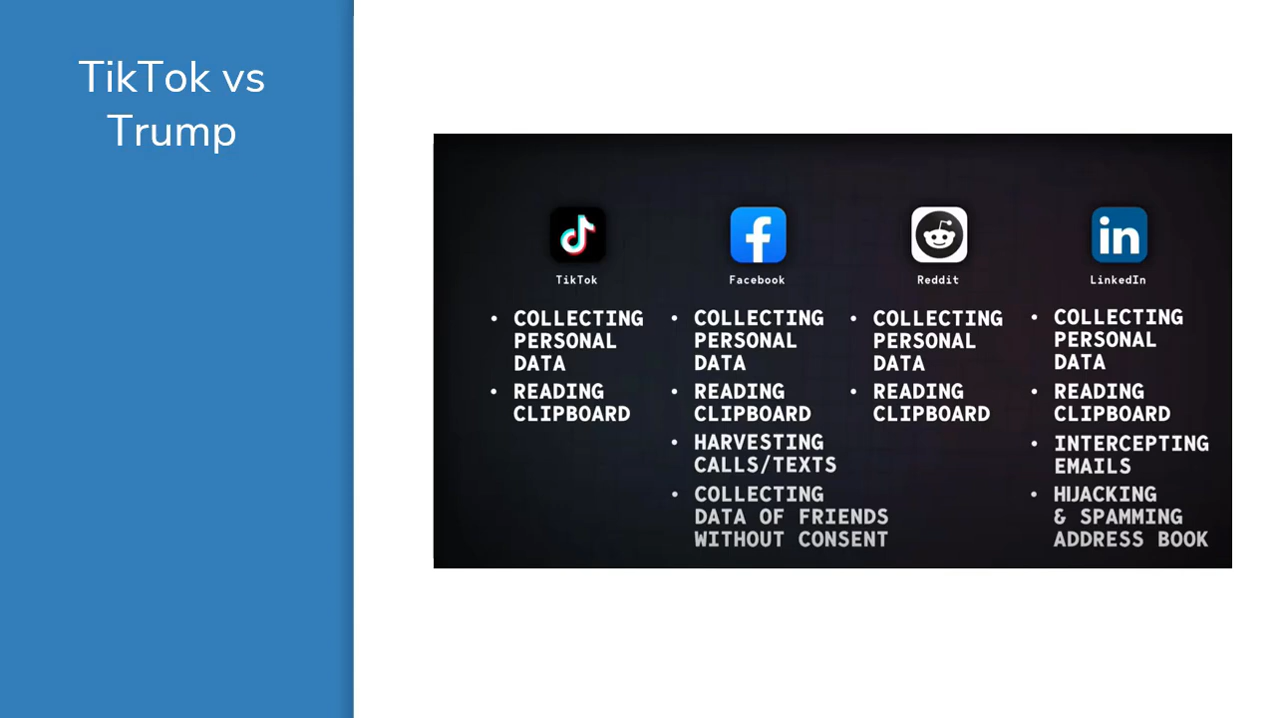 TikTok vs
Trump
TikTok
• COLLECTING
PERSONAL
DATA
• READING
CLIPBOARD
Facebook
• COLLECTING
PERSONAL
DATA
• READING
CLIPBOARD
• HARVESTING
CALLS/TEXTS
• COLLECTING
DATA OF FRIENDS
WITHOUT CONSENT
Reddit
• COLLECTING
PERSONAL
DATA
• READING
CLIPBOARD
in
LinkedIn
• COLLECTING
PERSONAL
DATA
• READING
CLIPBOARD
• INTERCEPTING
EMAILS
• HIJACKING
& SPAMMING
ADDRESS BOOK